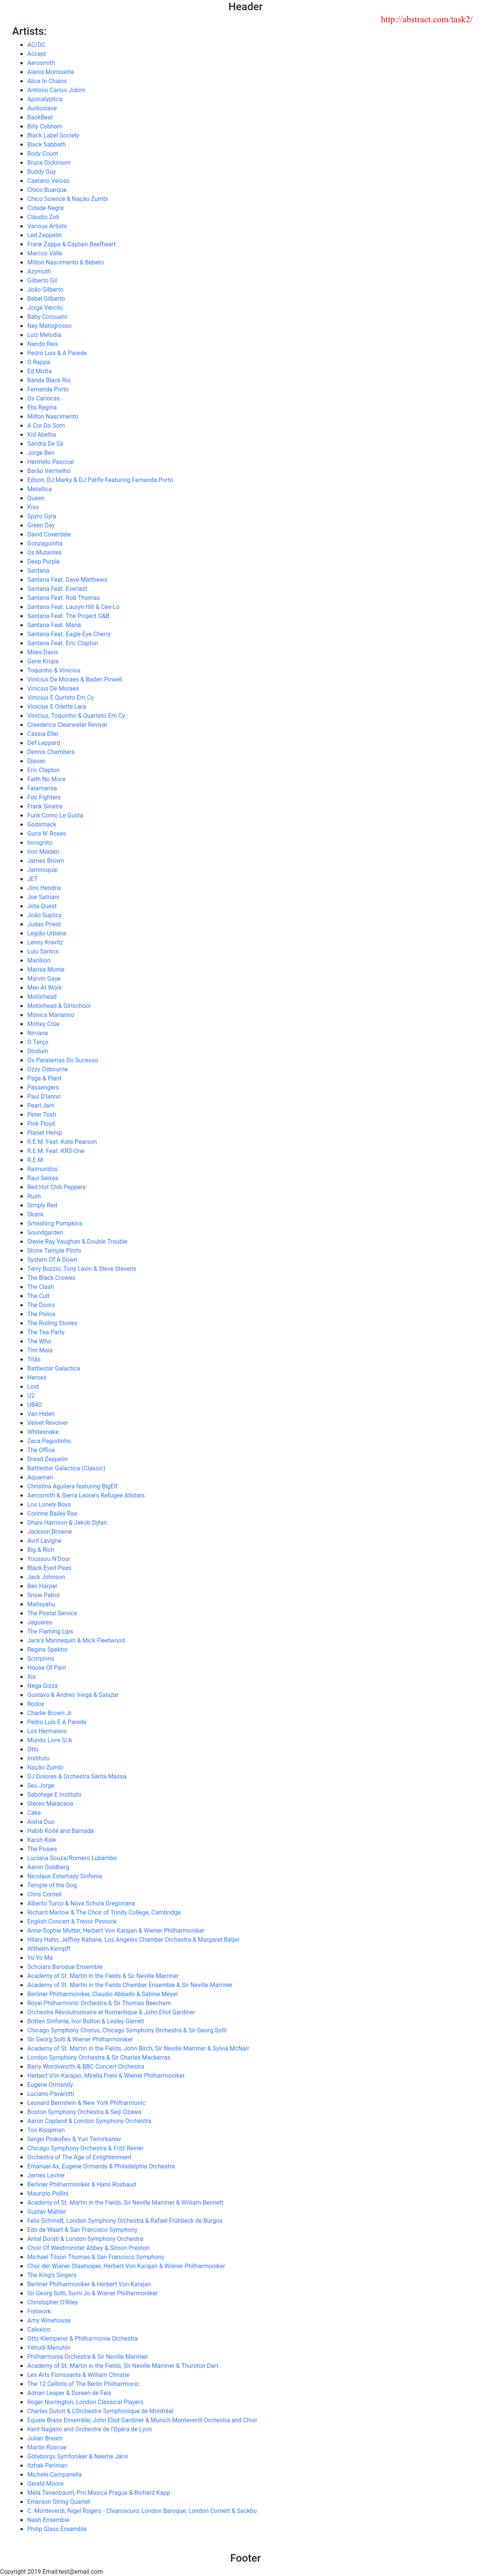 Header
http://abstract.com/task2/
Artists:
AC/DC
Accept
Aerosmith
Alanis Morissette
Alice In Chains
Antônio Carlos Jobim
Apocalyptica
Audioslave
BackBeat
Billy Cobham
Black Label Society
Black Sabbath
Body Count
Bruce Dickinson
Buddy Guy
Caetano Veloso
Chico Buarque
Chico Science & Nação Zumbi
Cidade Negra
Cláudio Zoli
Various Artists
Led Zeppelin
Frank Zappa & Captain Beefheart
Marcos Valle
Milton Nascimento & Bebeto
Azymuth
Gilberto Gil
João Gilberto
Bebel Gilberto
Jorge Vercilo
Baby Consuelo
Ney Matogrosso
Luiz Melodia
Nando Reis
Pedro Luís & A Parede
O Rappa
Ed Motta
Banda Black Rio
Fernanda Porto
Os Cariocas
Elis Regina
Milton Nascimento
A Cor Do Som
Kid Abelha
Sandra De Sá
Jorge Ben
Hermeto Pascoal
Barão Vermelho
Edson, DJ Marky & DJ Patife Featuring Fernanda Porto
Metallica
Queen
Kiss
Spyro Gyra
Green Day
David Coverdale
Gonzaguinha
Os Mutantes
Deep Purple
Santana
Santana Feat. Dave Matthews
Santana Feat. Everlast
Santana Feat. Rob Thomas
Santana Feat. Lauryn Hill & Cee-Lo
Santana Feat. The Project G&B
Santana Feat. Maná
Santana Feat. Eagle-Eye Cherry
Santana Feat. Eric Clapton
Miles Davis
Gene Krupa
Toquinho & Vinícius
Vinícius De Moraes & Baden Powell
Vinícius De Moraes
Vinícius E Qurteto Em Cy
Vinícius E Odette Lara
Vinicius, Toquinho & Quarteto Em Cy
Creedence Clearwater Revival
Cássia Eller
Def Leppard
Dennis Chambers
Djavan
Eric Clapton
Faith No More
Falamansa
Foo Fighters
Frank Sinatra
Funk Como Le Gusta
Godsmack
Guns N' Roses
Incognito
Iron Maiden
James Brown
Jamiroquai
JET
Jimi Hendrix
Joe Satriani
Jota Quest
João Suplicy
Judas Priest
Legião Urbana
Lenny Kravitz
Lulu Santos
Marillion
Marisa Monte
Marvin Gaye
Men At Work
Motörhead
Motörhead & Girlschool
Mônica Marianno
Mötley Crüe
Nirvana
O Terço
Olodum
Os Paralamas Do Sucesso
Ozzy Osbourne
Page & Plant
Passengers
Paul D'Ianno
Pearl Jam
Peter Tosh
Pink Floyd
Planet Hemp
R.E.M. Feat. Kate Pearson
R.E.M. Feat. KRS-One
R.E.M.
Raimundos
Raul Seixas
Red Hot Chili Peppers
Rush
Simply Red
Skank
Smashing Pumpkins
Soundgarden
Stevie Ray Vaughan & Double Trouble
Stone Temple Pilots
System Of A Down
Terry Bozzio, Tony Levin & Steve Stevens
The Black Crowes
The Clash
The Cult
The Doors
The Police
The Rolling Stones
The Tea Party
The Who
Tim Maia
Titãs
Battlestar Galactica
Heroes
Lost
U2
UB40
Van Halen
Velvet Revolver
Whitesnake
Zeca Pagodinho
The Office
Dread Zeppelin
Battlestar Galactica (Classic)
Aquaman
Christina Aguilera featuring BigElf
Aerosmith & Sierra Leone's Refugee Allstars
Los Lonely Boys
Corinne Bailey Rae
Dhani Harrison & Jakob Dylan
Jackson Browne
Avril Lavigne
Big & Rich
Youssou N'Dour
Black Eyed Peas
Jack Johnson
Ben Harper
Snow Patrol
Matisyahu
The Postal Service
Jaguares
The Flaming Lips
Jack's Mannequin & Mick Fleetwood
Regina Spektor
Scorpions
House Of Pain
Xis
Nega Gizza
Gustavo & Andres Veiga & Salazar
Rodox
Charlie Brown Jr.
Pedro Luís E A Parede
Los Hermanos
Mundo Livre S/A
Otto
Instituto
Nação Zumbi
DJ Dolores & Orchestra Santa Massa
Seu Jorge
Sabotage E Instituto
Stereo Maracana
Cake
Aisha Duo
Habib Koité and Bamada
Karsh Kale
The Posies
Luciana Souza/Romero Lubambo
Aaron Goldberg
Nicolaus Esterhazy Sinfonia
Temple of the Dog
Chris Cornell
Alberto Turco & Nova Schola Gregoriana
Richard Marlow & The Choir of Trinity College, Cambridge
English Concert & Trevor Pinnock
Anne-Sophie Mutter, Herbert Von Karajan & Wiener Philharmoniker
Hilary Hahn, Jeffrey Kahane, Los Angeles Chamber Orchestra & Margaret Batjer
Wilhelm Kempff
Yo-Yo Ma
Scholars Baroque Ensemble
Academy of St. Martin in the Fields & Sir Neville Marriner
Academy of St. Martin in the Fields Chamber Ensemble & Sir Neville Marriner
Berliner Philharmoniker, Claudio Abbado & Sabine Meyer
Royal Philharmonic Orchestra & Sir Thomas Beecham
Orchestre Révolutionnaire et Romantique & John Eliot Gardiner
Britten Sinfonia, Ivor Bolton & Lesley Garrett
Chicago Symphony Chorus, Chicago Symphony Orchestra & Sir Georg Solti
Sir Georg Solti & Wiener Philharmoniker
Academy of St. Martin in the Fields, John Birch, Sir Neville Marriner & Sylvia McNair
London Symphony Orchestra & Sir Charles Mackerras
Barry Wordsworth & BBC Concert Orchestra
Herbert Von Karajan, Mirella Freni & Wiener Philharmoniker
Eugene Ormandy
Luciano Pavarotti
Leonard Bernstein & New York Philharmonic
Boston Symphony Orchestra & Seiji Ozawa
Aaron Copland & London Symphony Orchestra
Ton Koopman
Sergei Prokofiev & Yuri Temirkanov
Chicago Symphony Orchestra & Fritz Reiner
Orchestra of The Age of Enlightenment
Emanuel Ax, Eugene Ormandy & Philadelphia Orchestra
James Levine
Berliner Philharmoniker & Hans Rosbaud
Maurizio Pollini
Academy of St. Martin in the Fields, Sir Neville Marriner & William Bennett
Gustav Mahler
Felix Schmidt, London Symphony Orchestra & Rafael Frühbeck de Burgos
Edo de Waart & San Francisco Symphony
Antal Doráti & London Symphony Orchestra
Choir Of Westminster Abbey & Simon Preston
Michael Tilson Thomas & San Francisco Symphony
Chor der Wiener Staatsoper, Herbert Von Karajan & Wiener Philharmoniker
The King's Singers
Berliner Philharmoniker & Herbert Von Karajan
Sir Georg Solti, Sumi Jo & Wiener Philharmoniker
Christopher O'Riley
Fretwork
Amy Winehouse
Calexico
Otto Klemperer & Philharmonia Orchestra
Yehudi Menuhin
Philharmonia Orchestra & Sir Neville Marriner
Academy of St. Martin in the Fields, Sir Neville Marriner & Thurston Dart
Les Arts Florissants & William Christie
The 12 Cellists of The Berlin Philharmonic
Adrian Leaper & Doreen de Feis
Roger Norrington, London Classical Players
Charles Dutoit & L'Orchestre Symphonique de Montréal
Equale Brass Ensemble, John Eliot Gardiner & Munich Monteverdi Orchestra and Choir
Kent Nagano and Orchestre de l'Opéra de Lyon
Julian Bream
Martin Roscoe
Göteborgs Symfoniker & Neeme Järvi
Itzhak Perlman
Michele Campanella
Gerald Moore
Mela Tenenbaum, Pro Musica Prague & Richard Kapp
Emerson String Quartet
C. Monteverdi, Nigel Rogers - Chiaroscuro; London Baroque; London Cornett & Sackbu
Nash Ensemble
Philip Glass Ensemble
Footer
Copyright 2019 Email:test@email.com